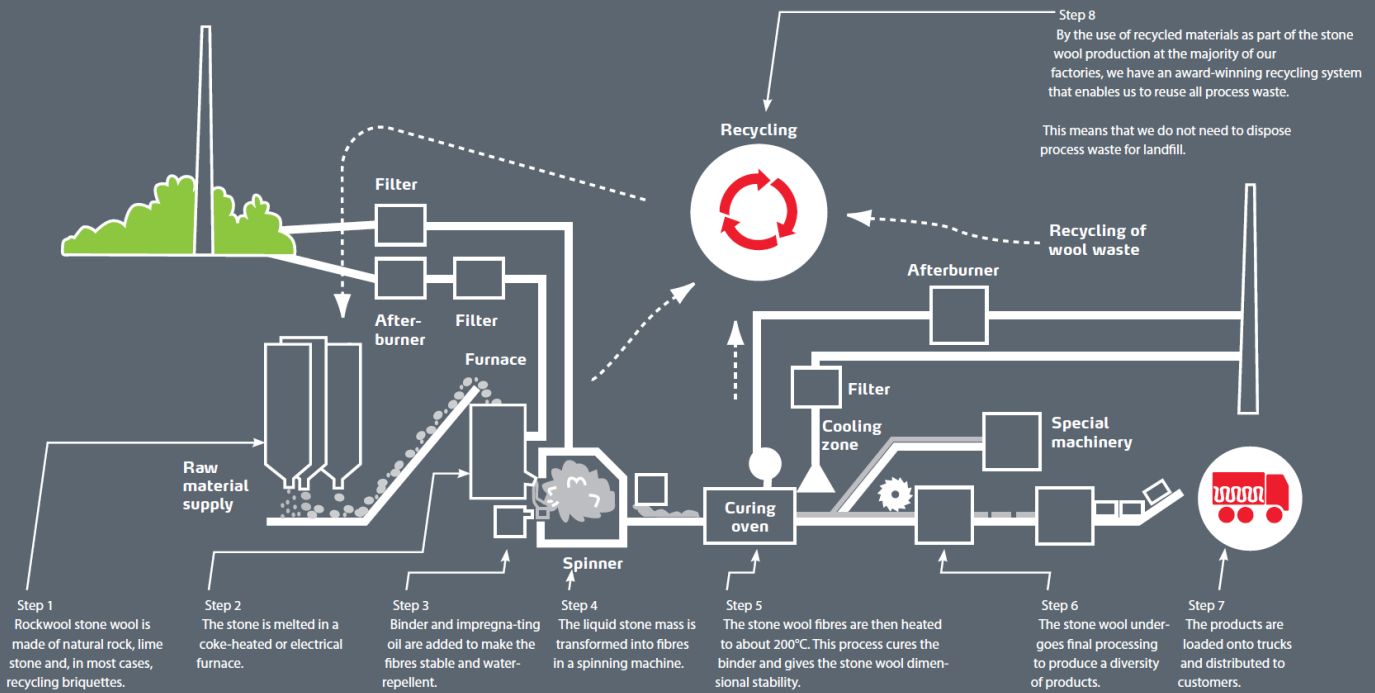 Step 8
By the use of recycled materials as part of the stone
wool production at the majority of our
factories, we have an award-winning recycling system
that enables us to reuse all process waste.
This means that we do not need to dispose
process waste for landfill.
Recycling
Filter
Recycling of
wool waste
Afterburner
After-
burner
Filter
Furnace
Filter
Cooling
zone
Special
machinery
Raw
material
supply
Curing
oven
Spinner
Step 1
Rockwool stone wool is
made of natural rock, lime
stone and, in most cases,
recycling briquettes.
Step 2
The stone is melted in a
coke-heated or electrical
furnace.
Step 3
Binder and impregna-ting
oil are added to make the
fibres stable and water-
repellent.
Step 4
The liquid stone mass is
transformed into fibres
in a spinning machine.
Step 5
The stone wool fibres are then heated
to about 200°C. This process cures the
binder and gives the stone wool dimen-
sional stability.
Step 6
The stone wool under-
goes final processing
to produce a diversity
of products.
Step 7
The products are
loaded onto trucks
and distributed to
customers.